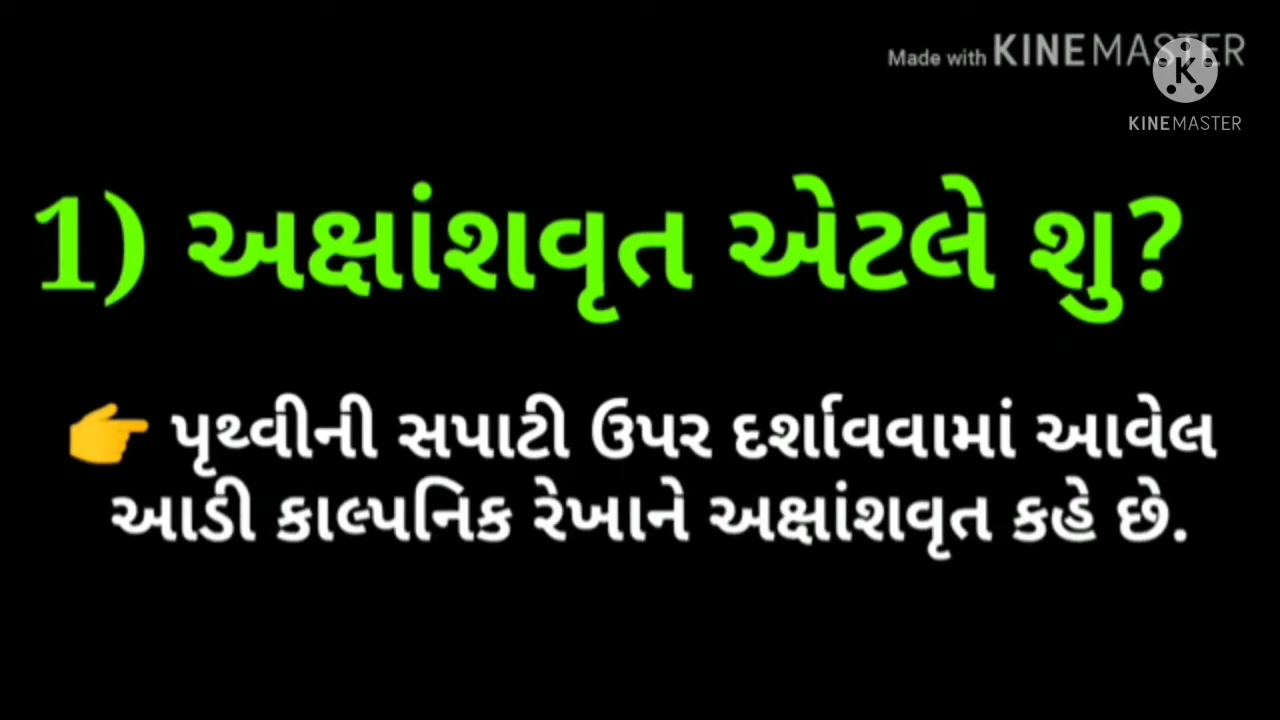 Made with KINEMASTER
KINEMASTER
1) અક્ષાંશવૃત એટલે શુ?
👉 પૃથ્વીની સપાટી ઉપર દર્શાવવામાં આવેલ
આડી કાલ્પનિક રેખાને અક્ષાંશવૃત કહે છે.